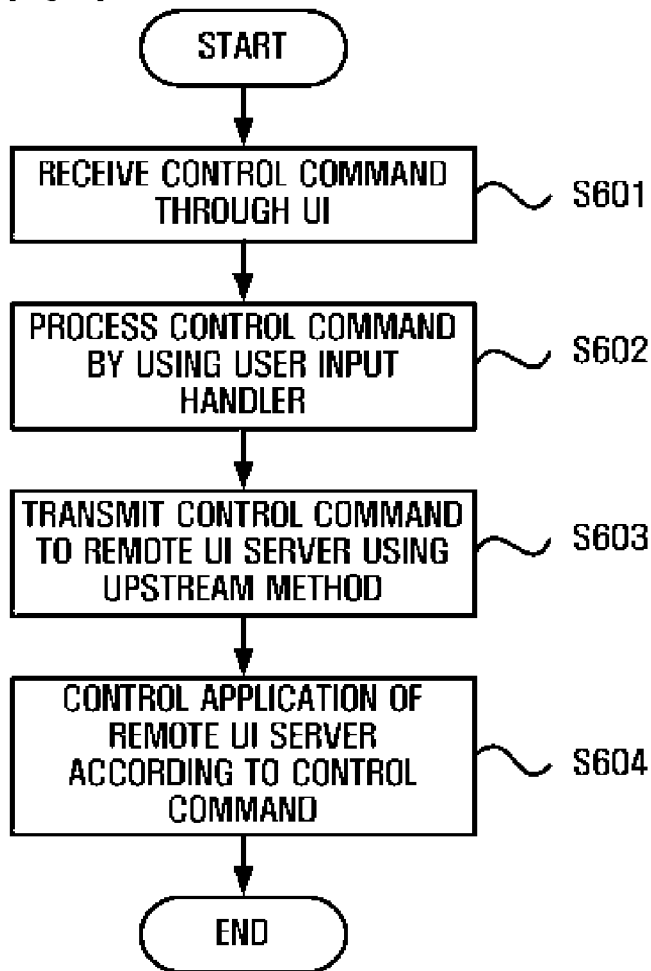 START
RECEIVE CONTROL COMMAND
THROUGH UI
S601
PROCESS CONTROL COMMAND
BY USING USER INPUT
HANDLER
S602
TRANSMIT CONTROL COMMAND
TO REMOTE UI SERVER USING
UPSTREAM METHOD
S603
CONTROL APPLICATION OF
REMOTE UI SERVER
ACCORDING TO CONTROL
COMMAND
S604
END